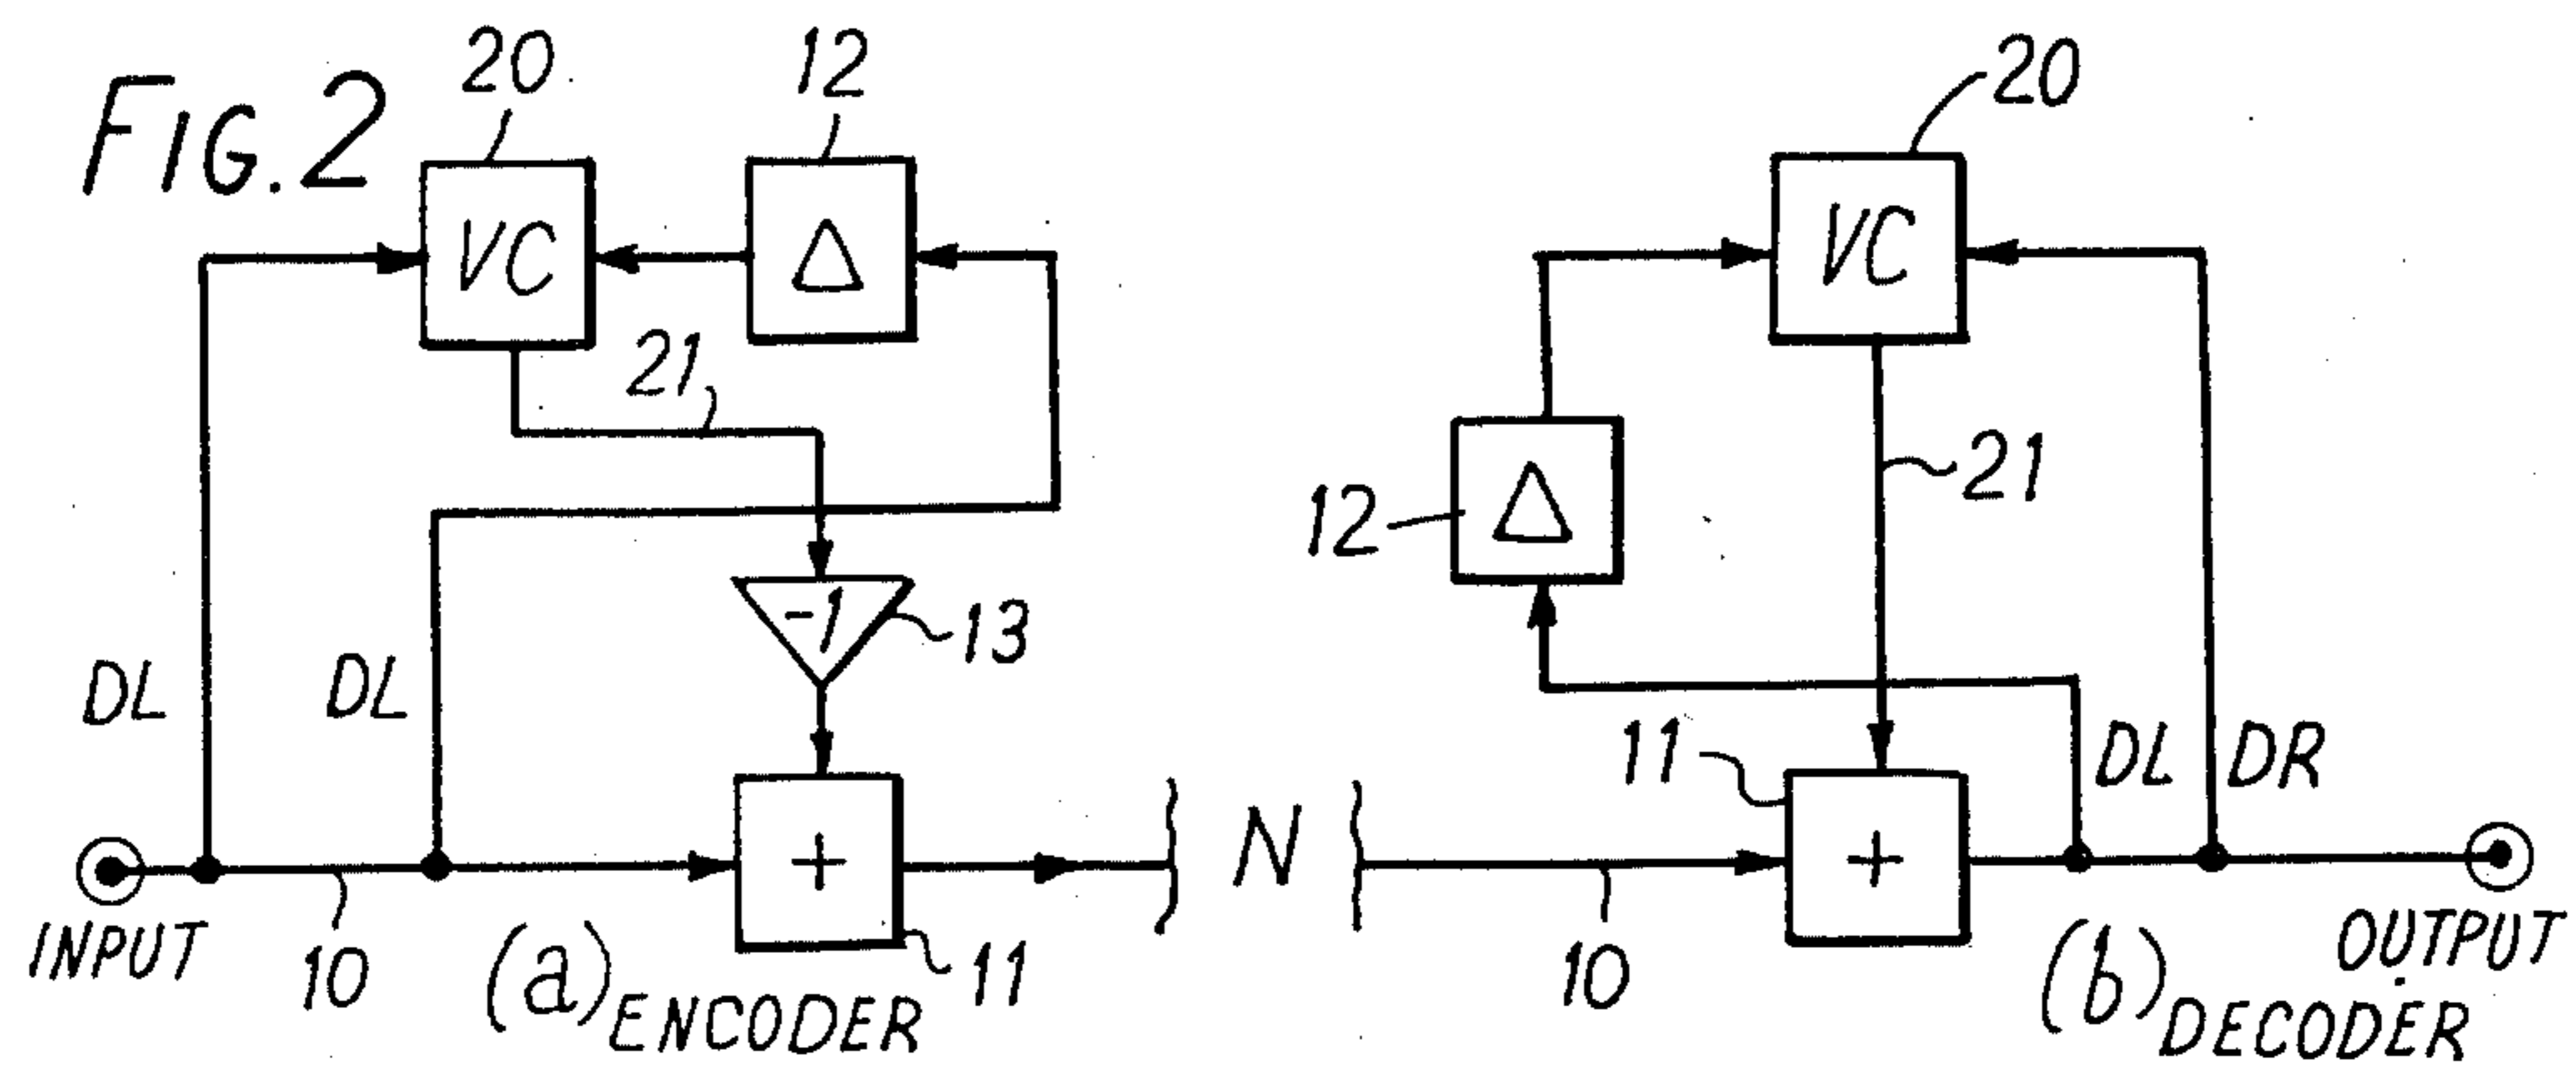 FIG. 2
20
12
VC
Δ
21
DL
DL
-1
13
+
11
INPUT
10
(a) ENCODER
N
20
VC
12
Δ
21
11
+
DL
DR
10
(b) DECODER
OUTPUT